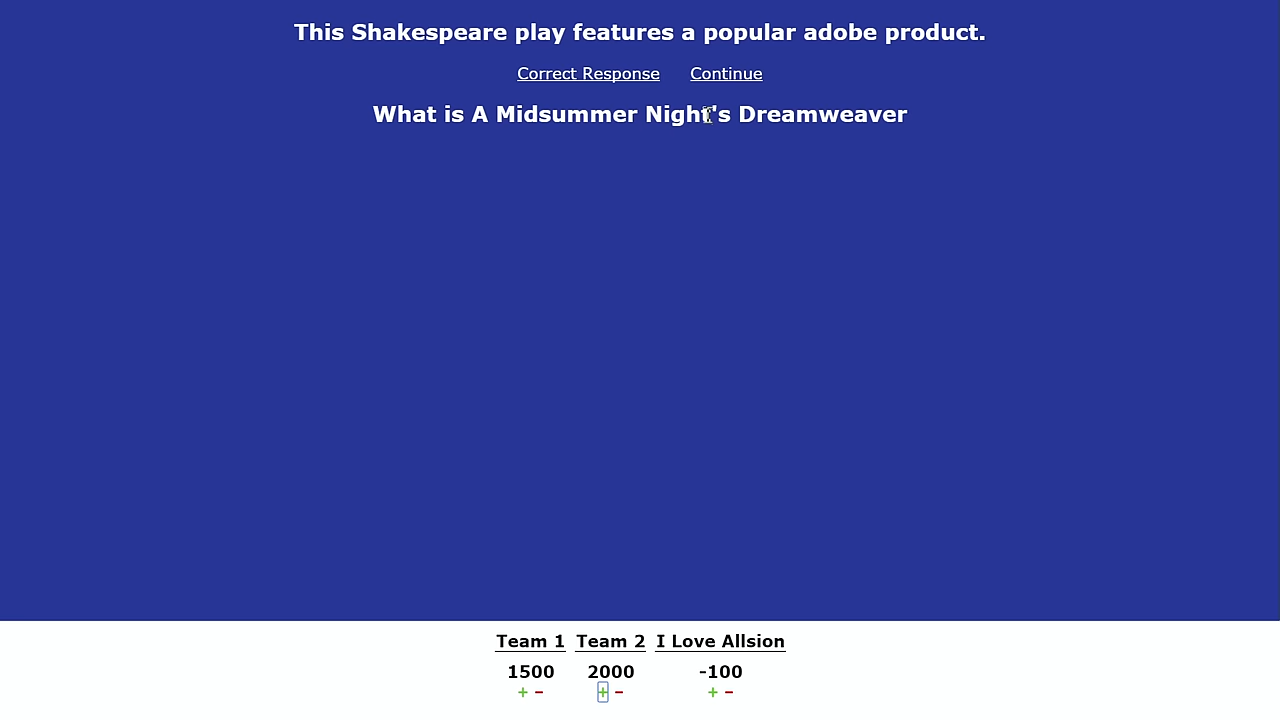 This Shakespeare play features a popular adobe product.
Correct Response Continue
What is A Midsummer Night's Dreamweaver
Team 1 Team 2 I Love Allsion
1500 2000 -100
+ - + - + -